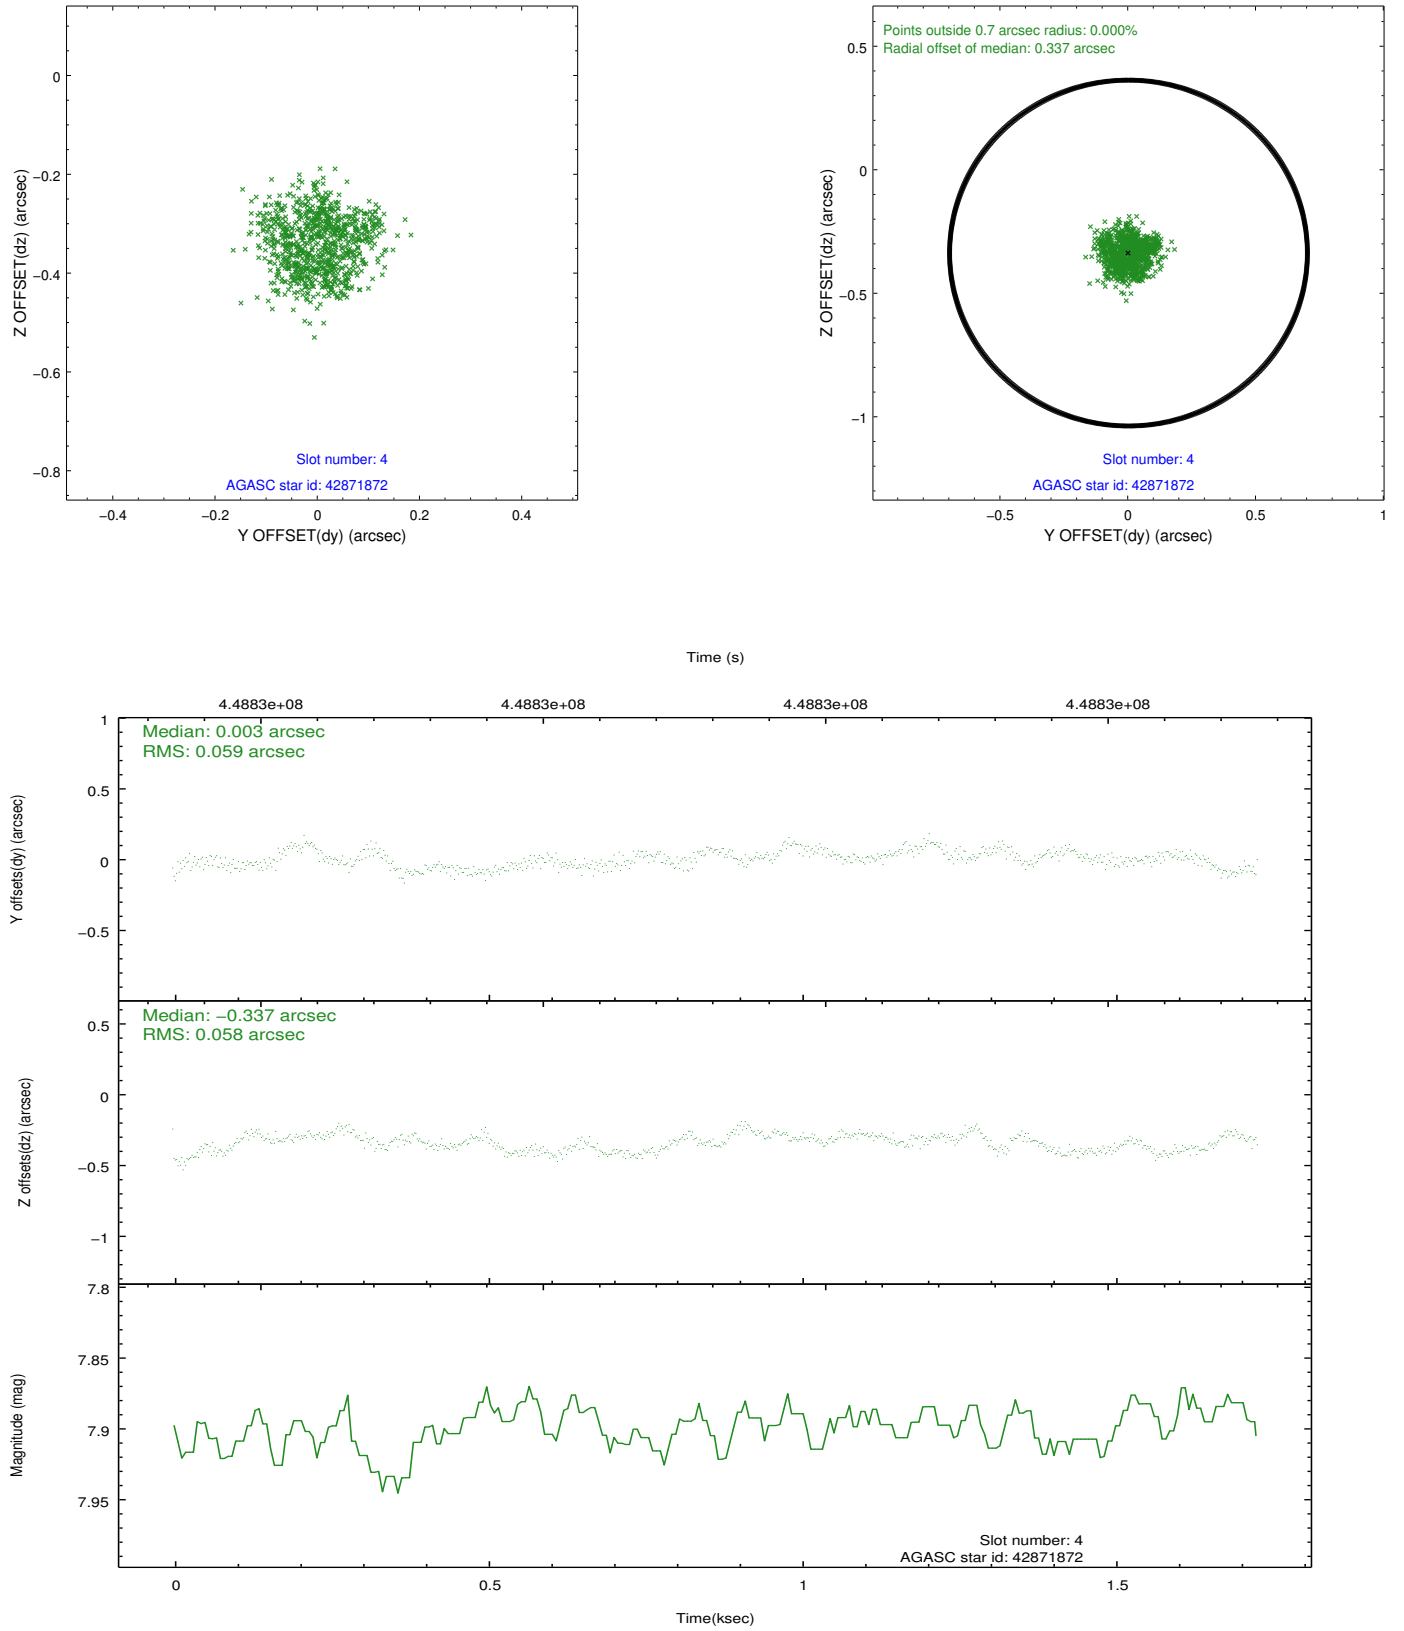 0
−0.2
−0.4
−0.6
−0.8
Z OFFSET(dz) (arcsec)
Slot number: 4
AGASC star id: 42871872
−0.4 −0.2 0 0.2 0.4
Y OFFSET(dy) (arcsec)
Points outside 0.7 arcsec radius: 0.000%
Radial offset of median: 0.337 arcsec
0.5
0
−0.5
−1
Z OFFSET(dz) (arcsec)
Slot number: 4
AGASC star id: 42871872
−0.5 0 0.5 1
Y OFFSET(dy) (arcsec)
Time (s)
4.4883e+08 4.4883e+08 4.4883e+08 4.4883e+08
Median: 0.003 arcsec
RMS: 0.059 arcsec
1
0.5
0
−0.5
Y offsets(dy) (arcsec)
Median: −0.337 arcsec
RMS: 0.058 arcsec
0.5
0
−0.5
−1
Z offsets(dz) (arcsec)
7.8
7.85
7.9
7.95
Magnitude (mag)
Slot number: 4
AGASC star id: 42871872
0 0.5 1 1.5
Time(ksec)